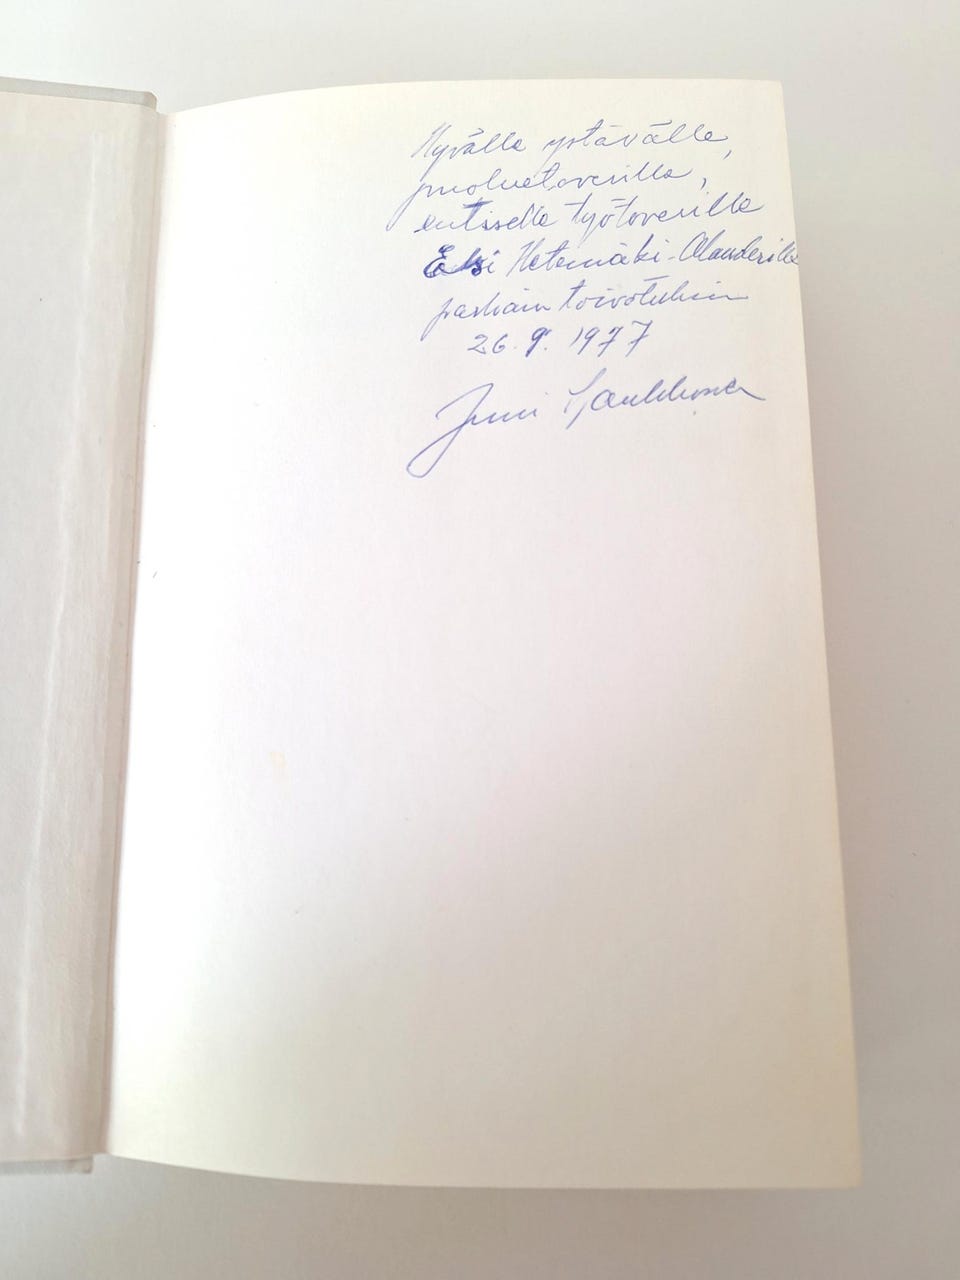 Hyvälle ystävälle,
puoluetoverille,
entiselle työtoverille
Elsi Hetemäki-Olanderille
parhain toivotuksin
26.9.1977
Jussi Saukkonen